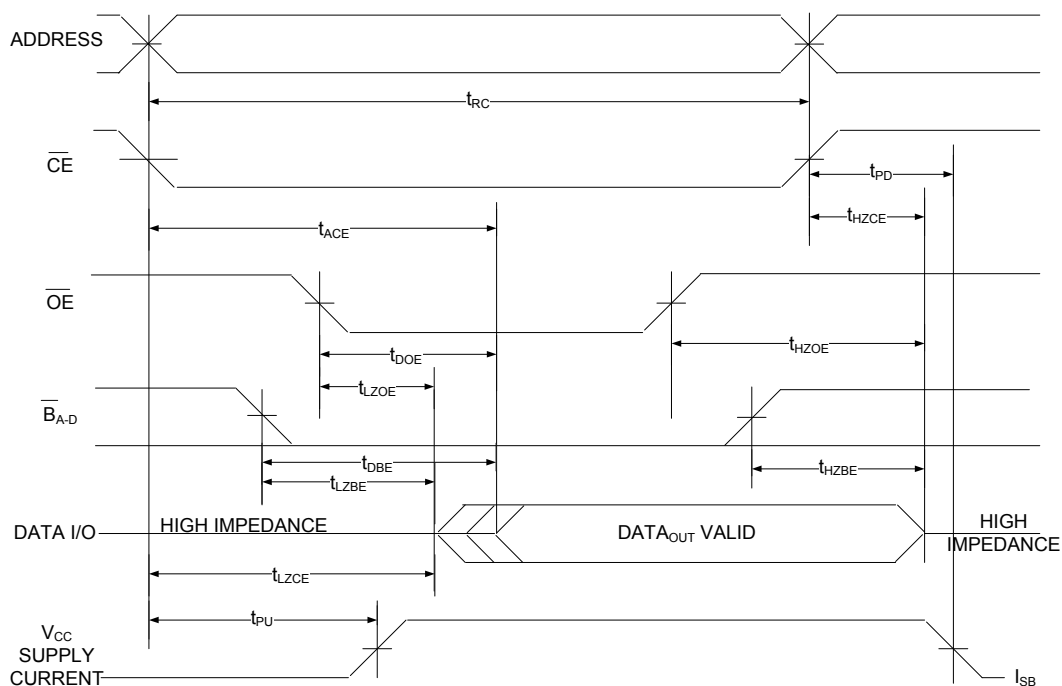 ADDRESS
tRC
CE
tPD
tHZCE
tACE
OE
tDOE
tHZOE
tLZOE
BA-D
tDBE
tHZBE
tLZBE
DATA I/O
HIGH IMPEDANCE
DATAOUT VALID
HIGH
IMPEDANCE
tLZCE
tPU
VCC
SUPPLY
CURRENT
ISB